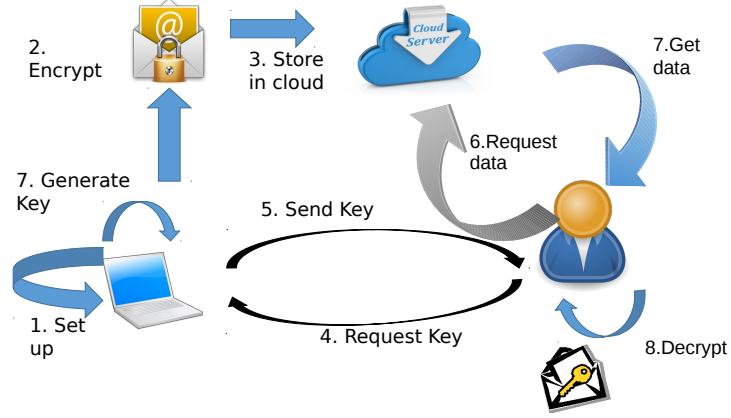 2.
Encrypt
@
3. Store
in cloud
Cloud
Server
7.Get
data
6.Request
data
7. Generate
Key
5. Send Key
1. Set
up
4. Request Key
8.Decrypt